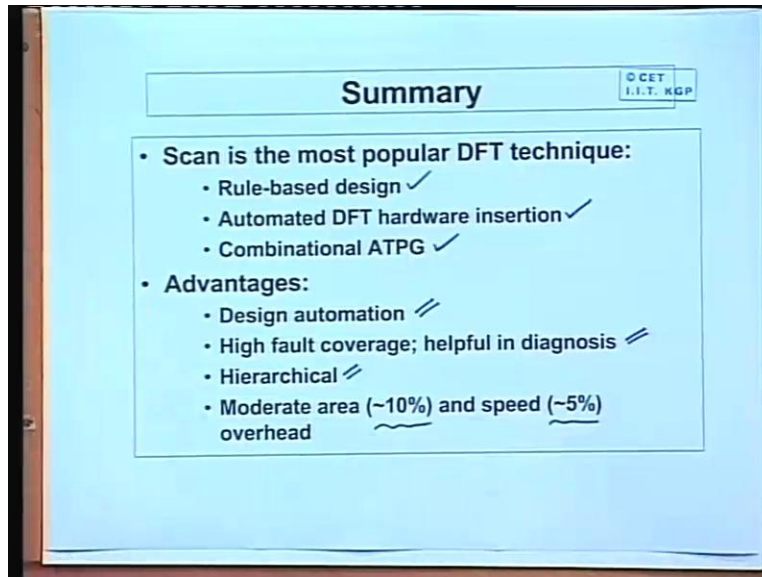 Summary
© CET
I.I.T. KGP
• Scan is the most popular DFT technique:
• Rule-based design ✓
• Automated DFT hardware insertion ✓
• Combinational ATPG ✓
• Advantages:
• Design automation
• High fault coverage; helpful in diagnosis
• Hierarchical
• Moderate area (~10%) and speed (~5%)
overhead